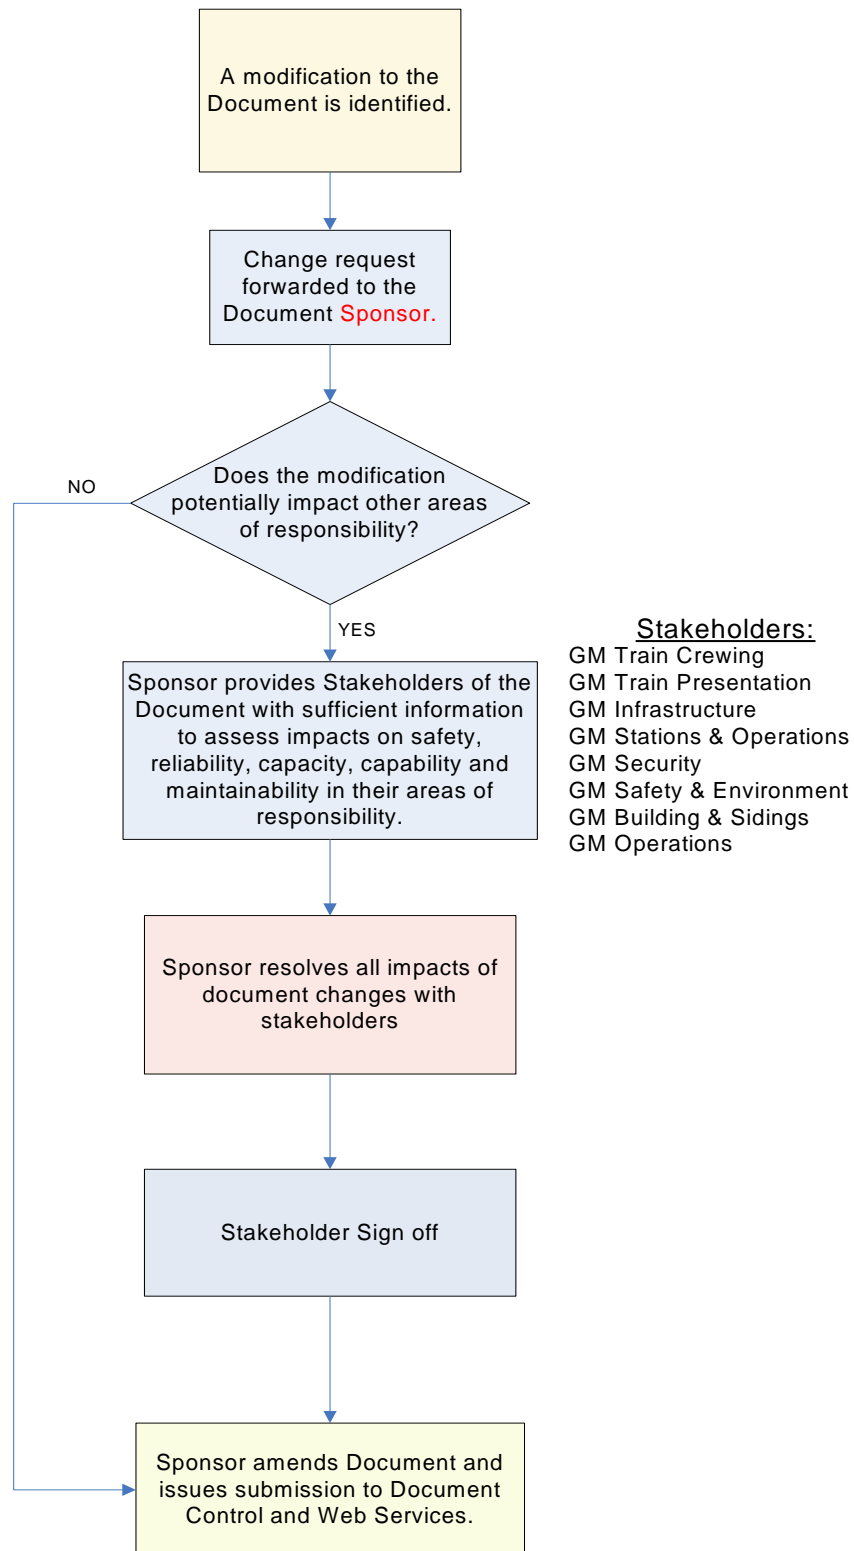 A modification to the
Document is identified.
Change request
forwarded to the
Document Sponsor.
Does the modification
potentially impact other areas
of responsibility?
NO
YES
Sponsor provides Stakeholders of the
Document with sufficient information
to assess impacts on safety,
reliability, capacity, capability and
maintainability in their areas of
responsibility.
Stakeholders:
GM Train Crewing
GM Train Presentation
GM Infrastructure
GM Stations & Operations
GM Security
GM Safety & Environment
GM Building & Sidings
GM Operations
Sponsor resolves all impacts of
document changes with
stakeholders
Stakeholder Sign off
Sponsor amends Document and
issues submission to Document
Control and Web Services.